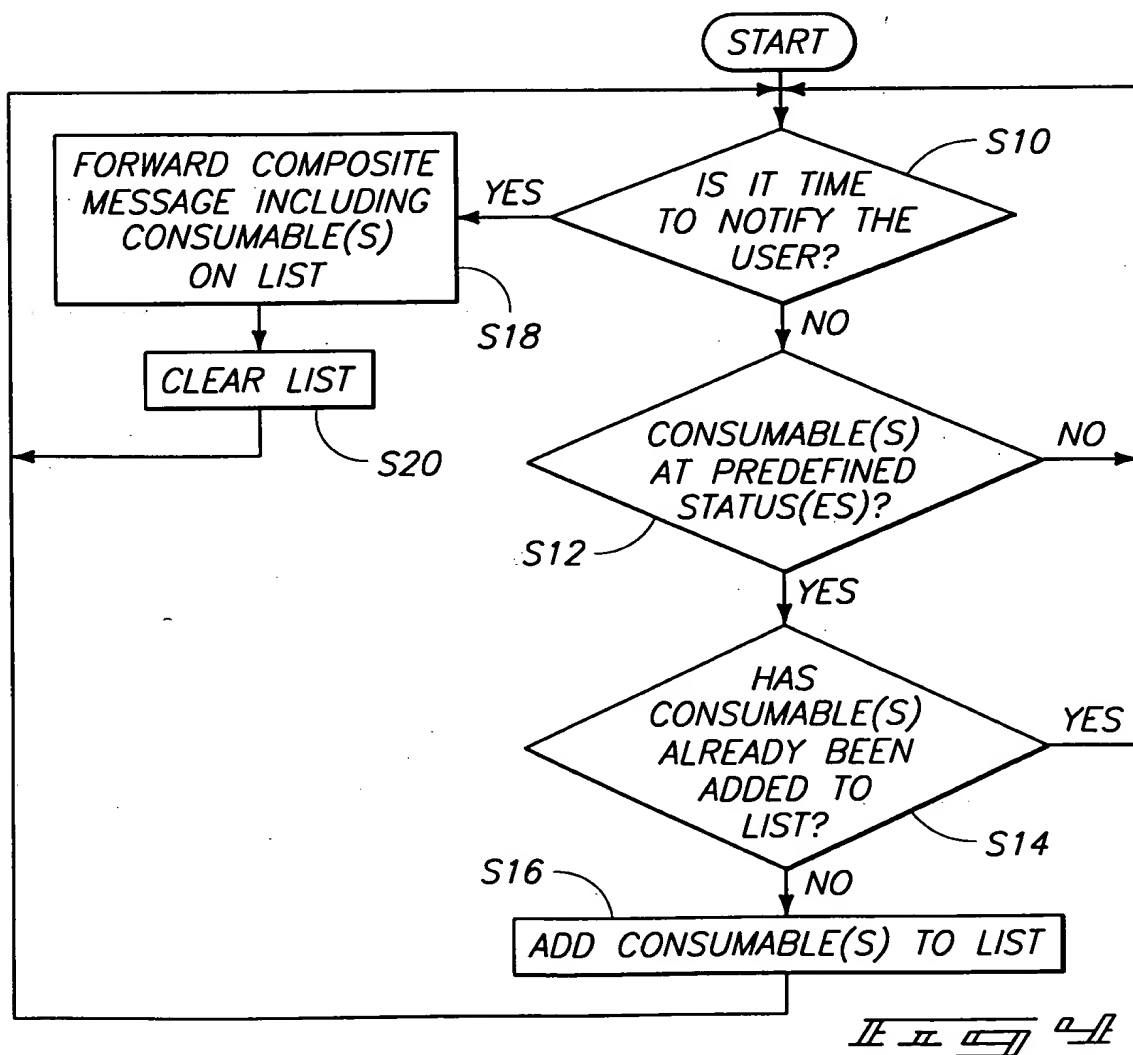 START
S10
IS IT TIME
TO NOTIFY THE
USER?
YES
FORWARD COMPOSITE
MESSAGE INCLUDING
CONSUMABLE(S)
ON LIST
S18
NO
CLEAR LIST
S20
CONSUMABLE(S)
AT PREDEFINED
STATUS(ES)?
NO
S12
YES
HAS
CONSUMABLE(S)
ALREADY BEEN
ADDED TO
LIST?
YES
S14
S16
NO
ADD CONSUMABLE(S) TO LIST
Fig 4